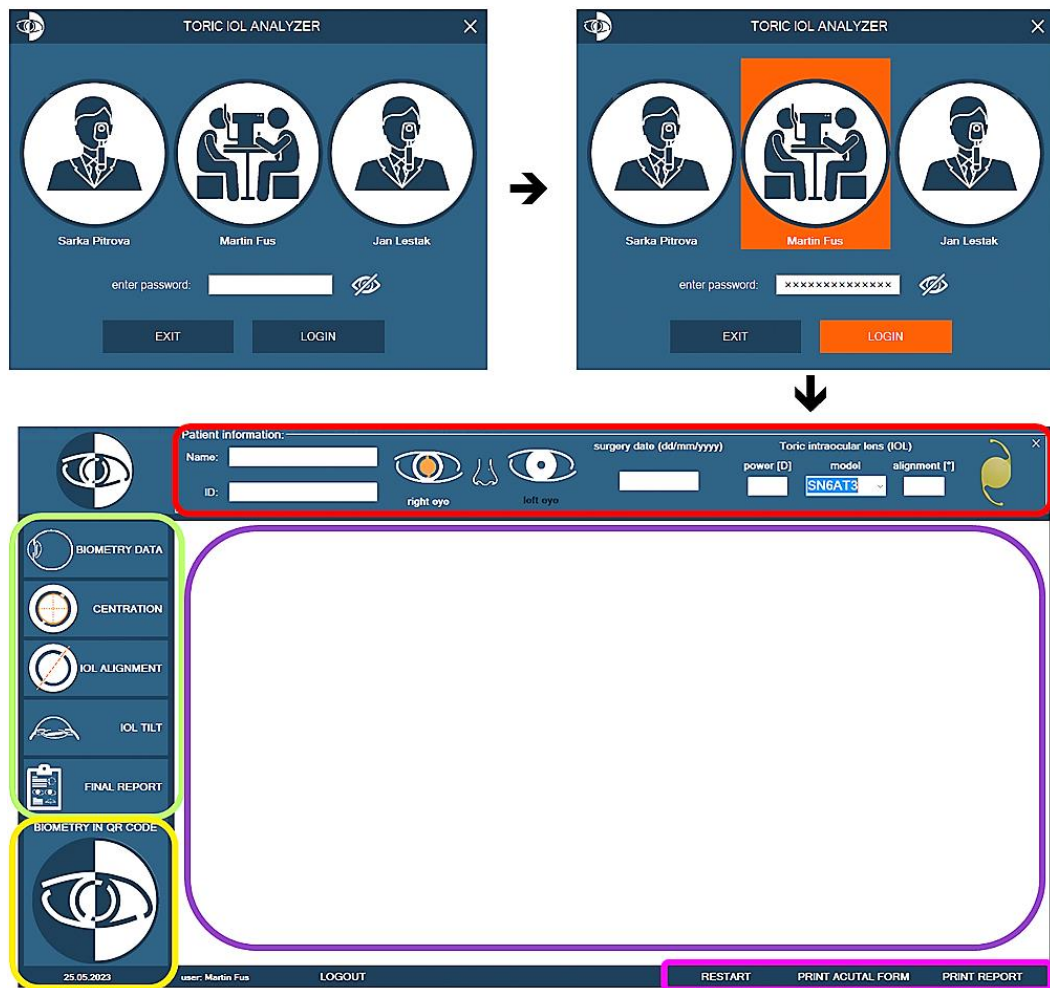 TORIC IOL ANALYZER
Sarka Pitrova
Martin Fus
Jan Lestak
enter password:
EXIT
LOGIN
TORIC IOL ANALYZER
Sarka Pitrova
Martin Fus
Jan Lestak
enter password: xxxxxxxxxxxxxx
EXIT
LOGIN
Patient information:
Name:
ID:
right eye
left eye
surgery date (dd/mm/yyyy)
Toric intraocular lens (IOL)
power [D] model alignment [°]
SN6AT3
BIOMETRY DATA
CENTRATION
IOL ALIGNMENT
IOL TILT
FINAL REPORT
BIOMETRY IN QR CODE
25.05.2023
user: Martin Fus
LOGOUT
RESTART
PRINT ACUTAL FORM
PRINT REPORT